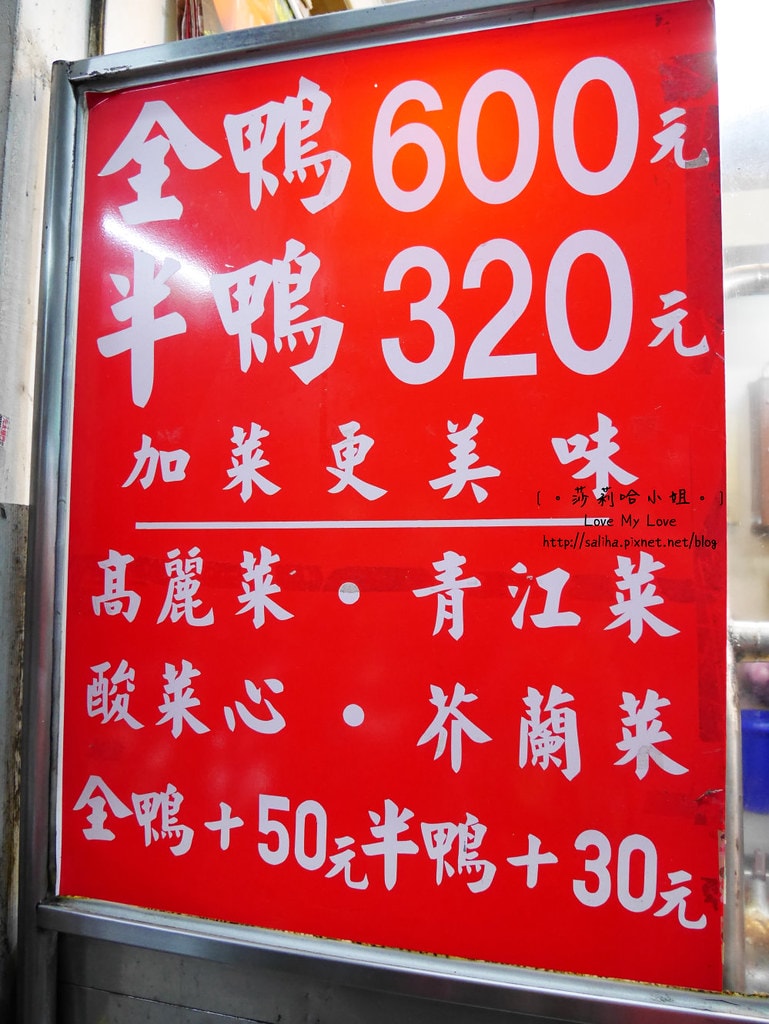 全鴨600元
半鴨320元
加菜更美味
(。莎莉哈小姐。)
Love My Love
http://saliha.pixnet.net/blog
高麗菜・青江菜
酸菜心・芥蘭菜
全鴨+50元半鴨+30元